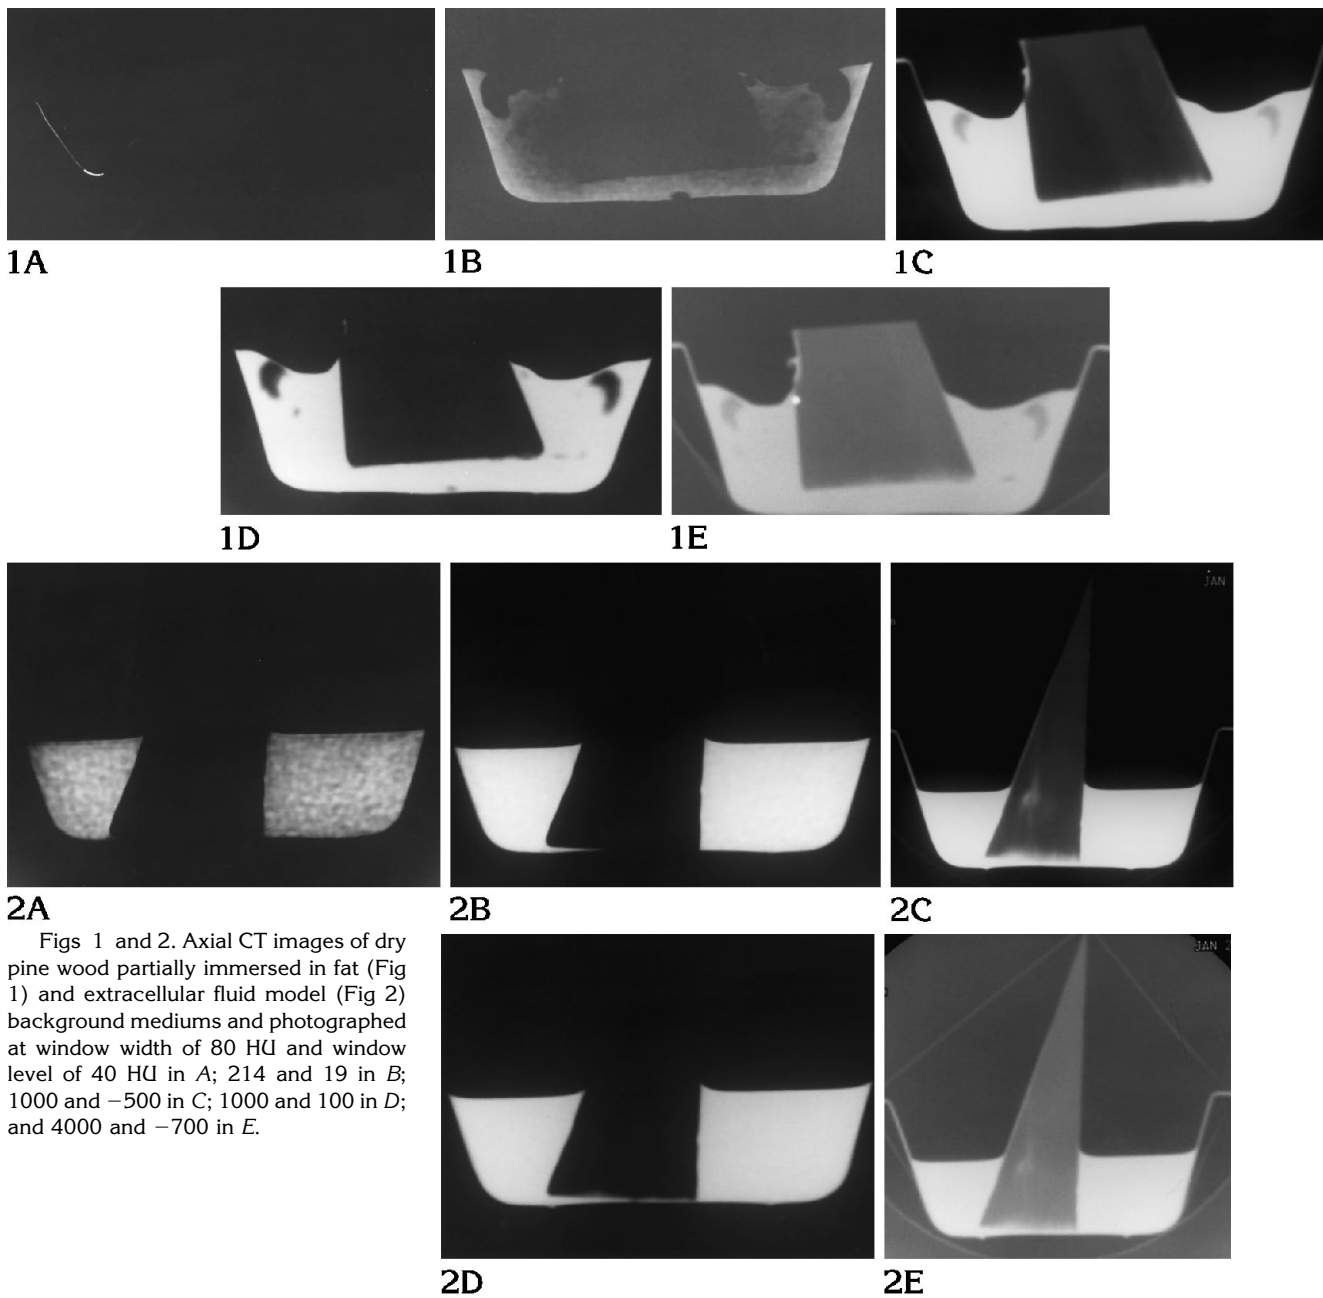 1A
1B
1C
1D
1E
JAN
2A
2B
2C
Figs 1 and 2. Axial CT images of dry
pine wood partially immersed in fat (Fig
1) and extracellular fluid model (Fig 2)
background mediums and photographed
at window width of 80 HU and window
level of 40 HU in A; 214 and 19 in B;
1000 and −500 in C; 1000 and 100 in D;
and 4000 and −700 in E.
JAN 2
2D
2E